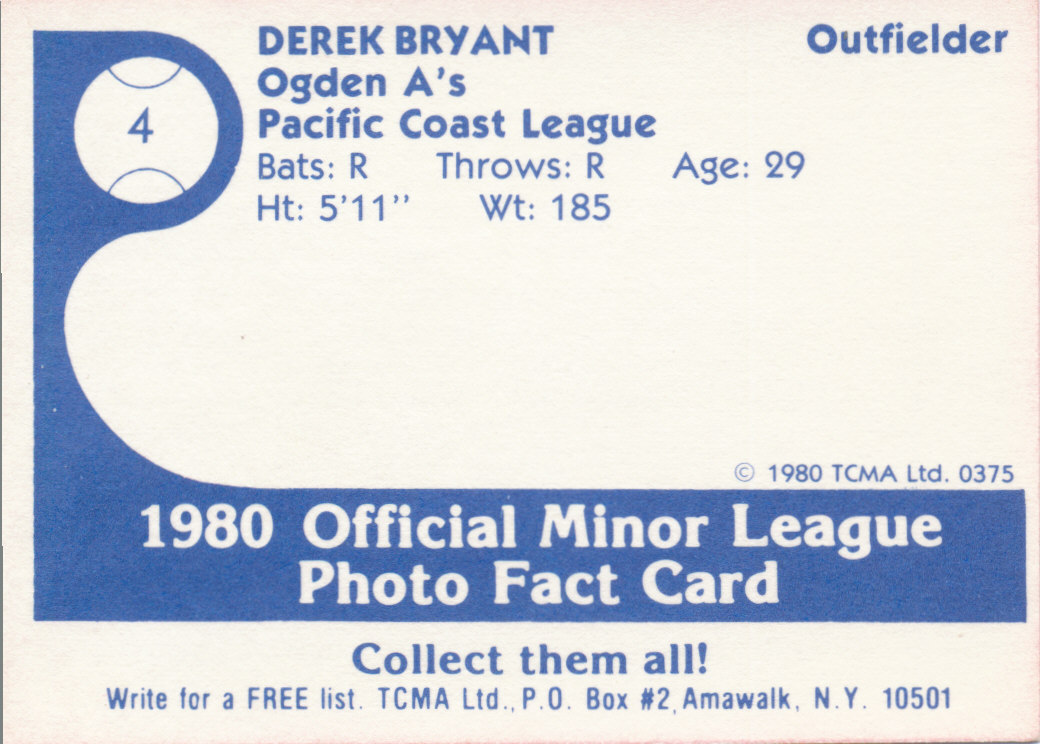 4
DEREK BRYANT
Outfielder
Ogden A's
Pacific Coast League
Bats: R Throws: R Age: 29
Ht: 5'11'' Wt: 185
© 1980 TCMA Ltd. 0375
1980 Official Minor League
Photo Fact Card
Collect them all!
Write for a FREE list. TCMA Ltd., P.O. Box #2, Amawalk, N.Y. 10501